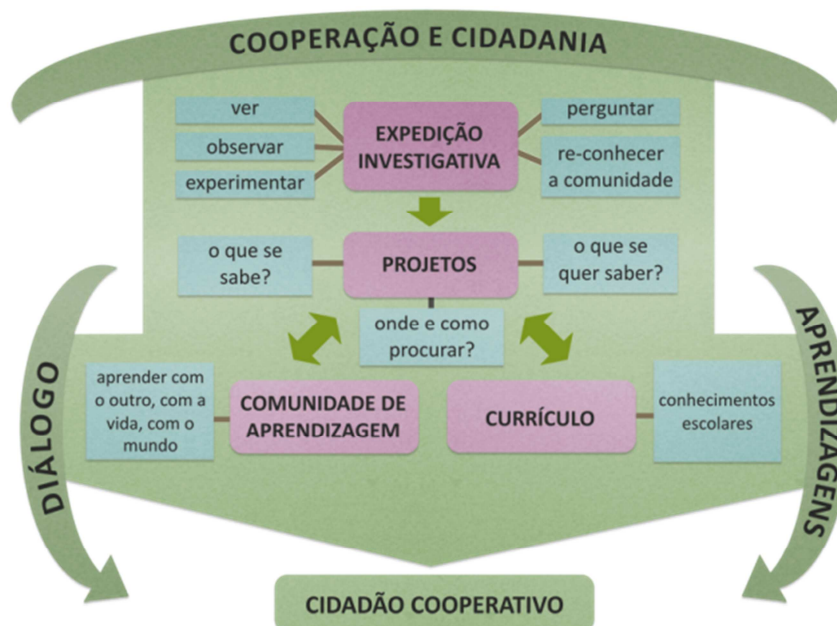 COOPERAÇÃO E CIDADANIA
ver
observar
experimentar
EXPEDIÇÃO
INVESTIGATIVA
perguntar
re-conhecer
a comunidade
o que se
sabe?
PROJETOS
o que se
quer saber?
onde e como
procurar?
DIÁLOGO
aprender com
o outro, com a
vida, com o
mundo
COMUNIDADE DE
APRENDIZAGEM
CURRÍCULO
conhecimentos
escolares
APRENDIZAGENS
CIDADÃO COOPERATIVO